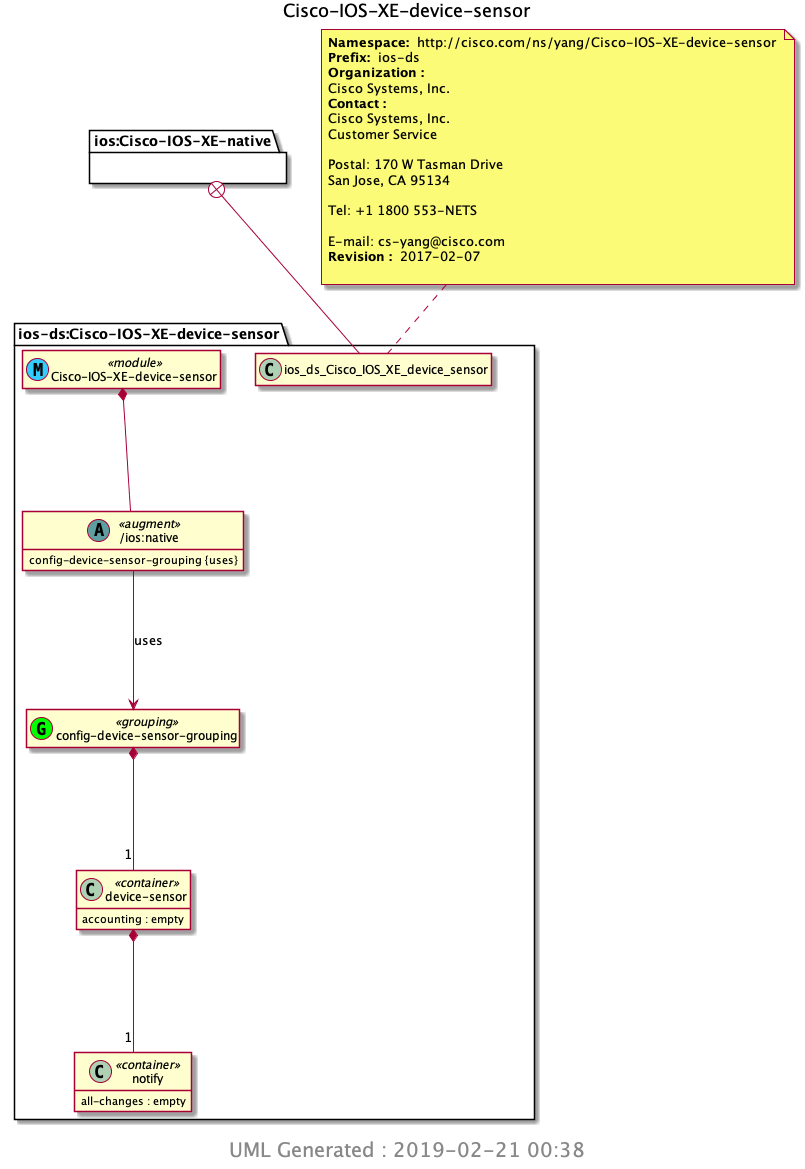 Cisco-IOS-XE-device-sensor
Namespace: http://cisco.com/ns/yang/Cisco-IOS-XE-device-sensor
Prefix: ios-ds
Organization :
Cisco Systems, Inc.
Contact :
Cisco Systems, Inc.
Customer Service
Postal: 170 W Tasman Drive
San Jose, CA 95134
Tel: +1 1800 553-NETS
E-mail: cs-yang@cisco.com
Revision : 2017-02-07
ios:Cisco-IOS-XE-native
ios-ds:Cisco-IOS-XE-device-sensor
M
«module»
Cisco-IOS-XE-device-sensor
C ios_ds_Cisco_IOS_XE_device_sensor
A
«augment»
/ios:native
config-device-sensor-grouping {uses}
uses
G
«grouping»
config-device-sensor-grouping
1
C
«container»
device-sensor
accounting : empty
1
C
«container»
notify
all-changes : empty
UML Generated : 2019-02-21 00:38